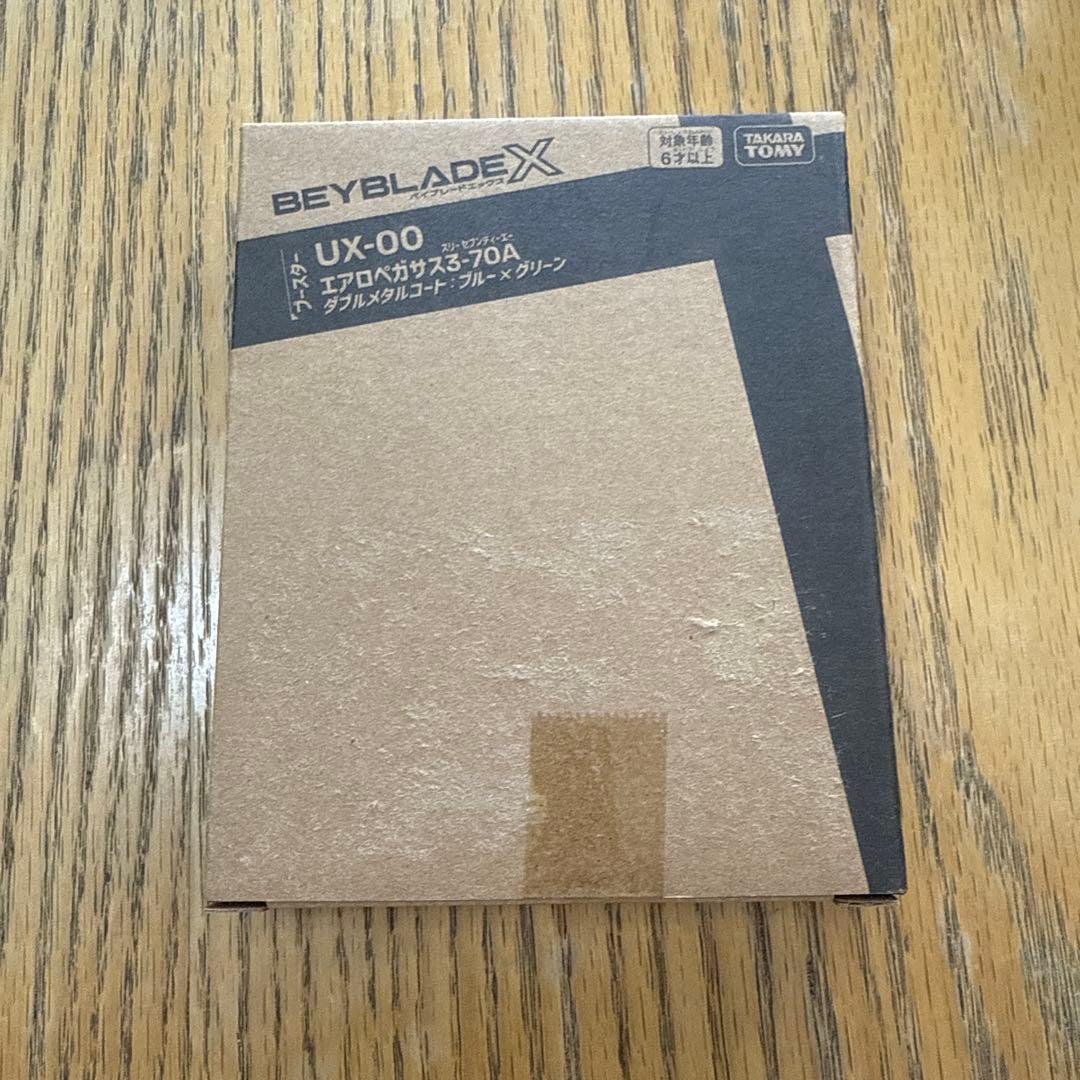 BEYBLADE X
ベイブレードエックス
対象年齢
6才以上
TAKARA
TOMY
ブースター
UX-00
スリーセブンティーエー
エアロペガサス3-70A
ダブルメタルコート:ブルー×グリーン